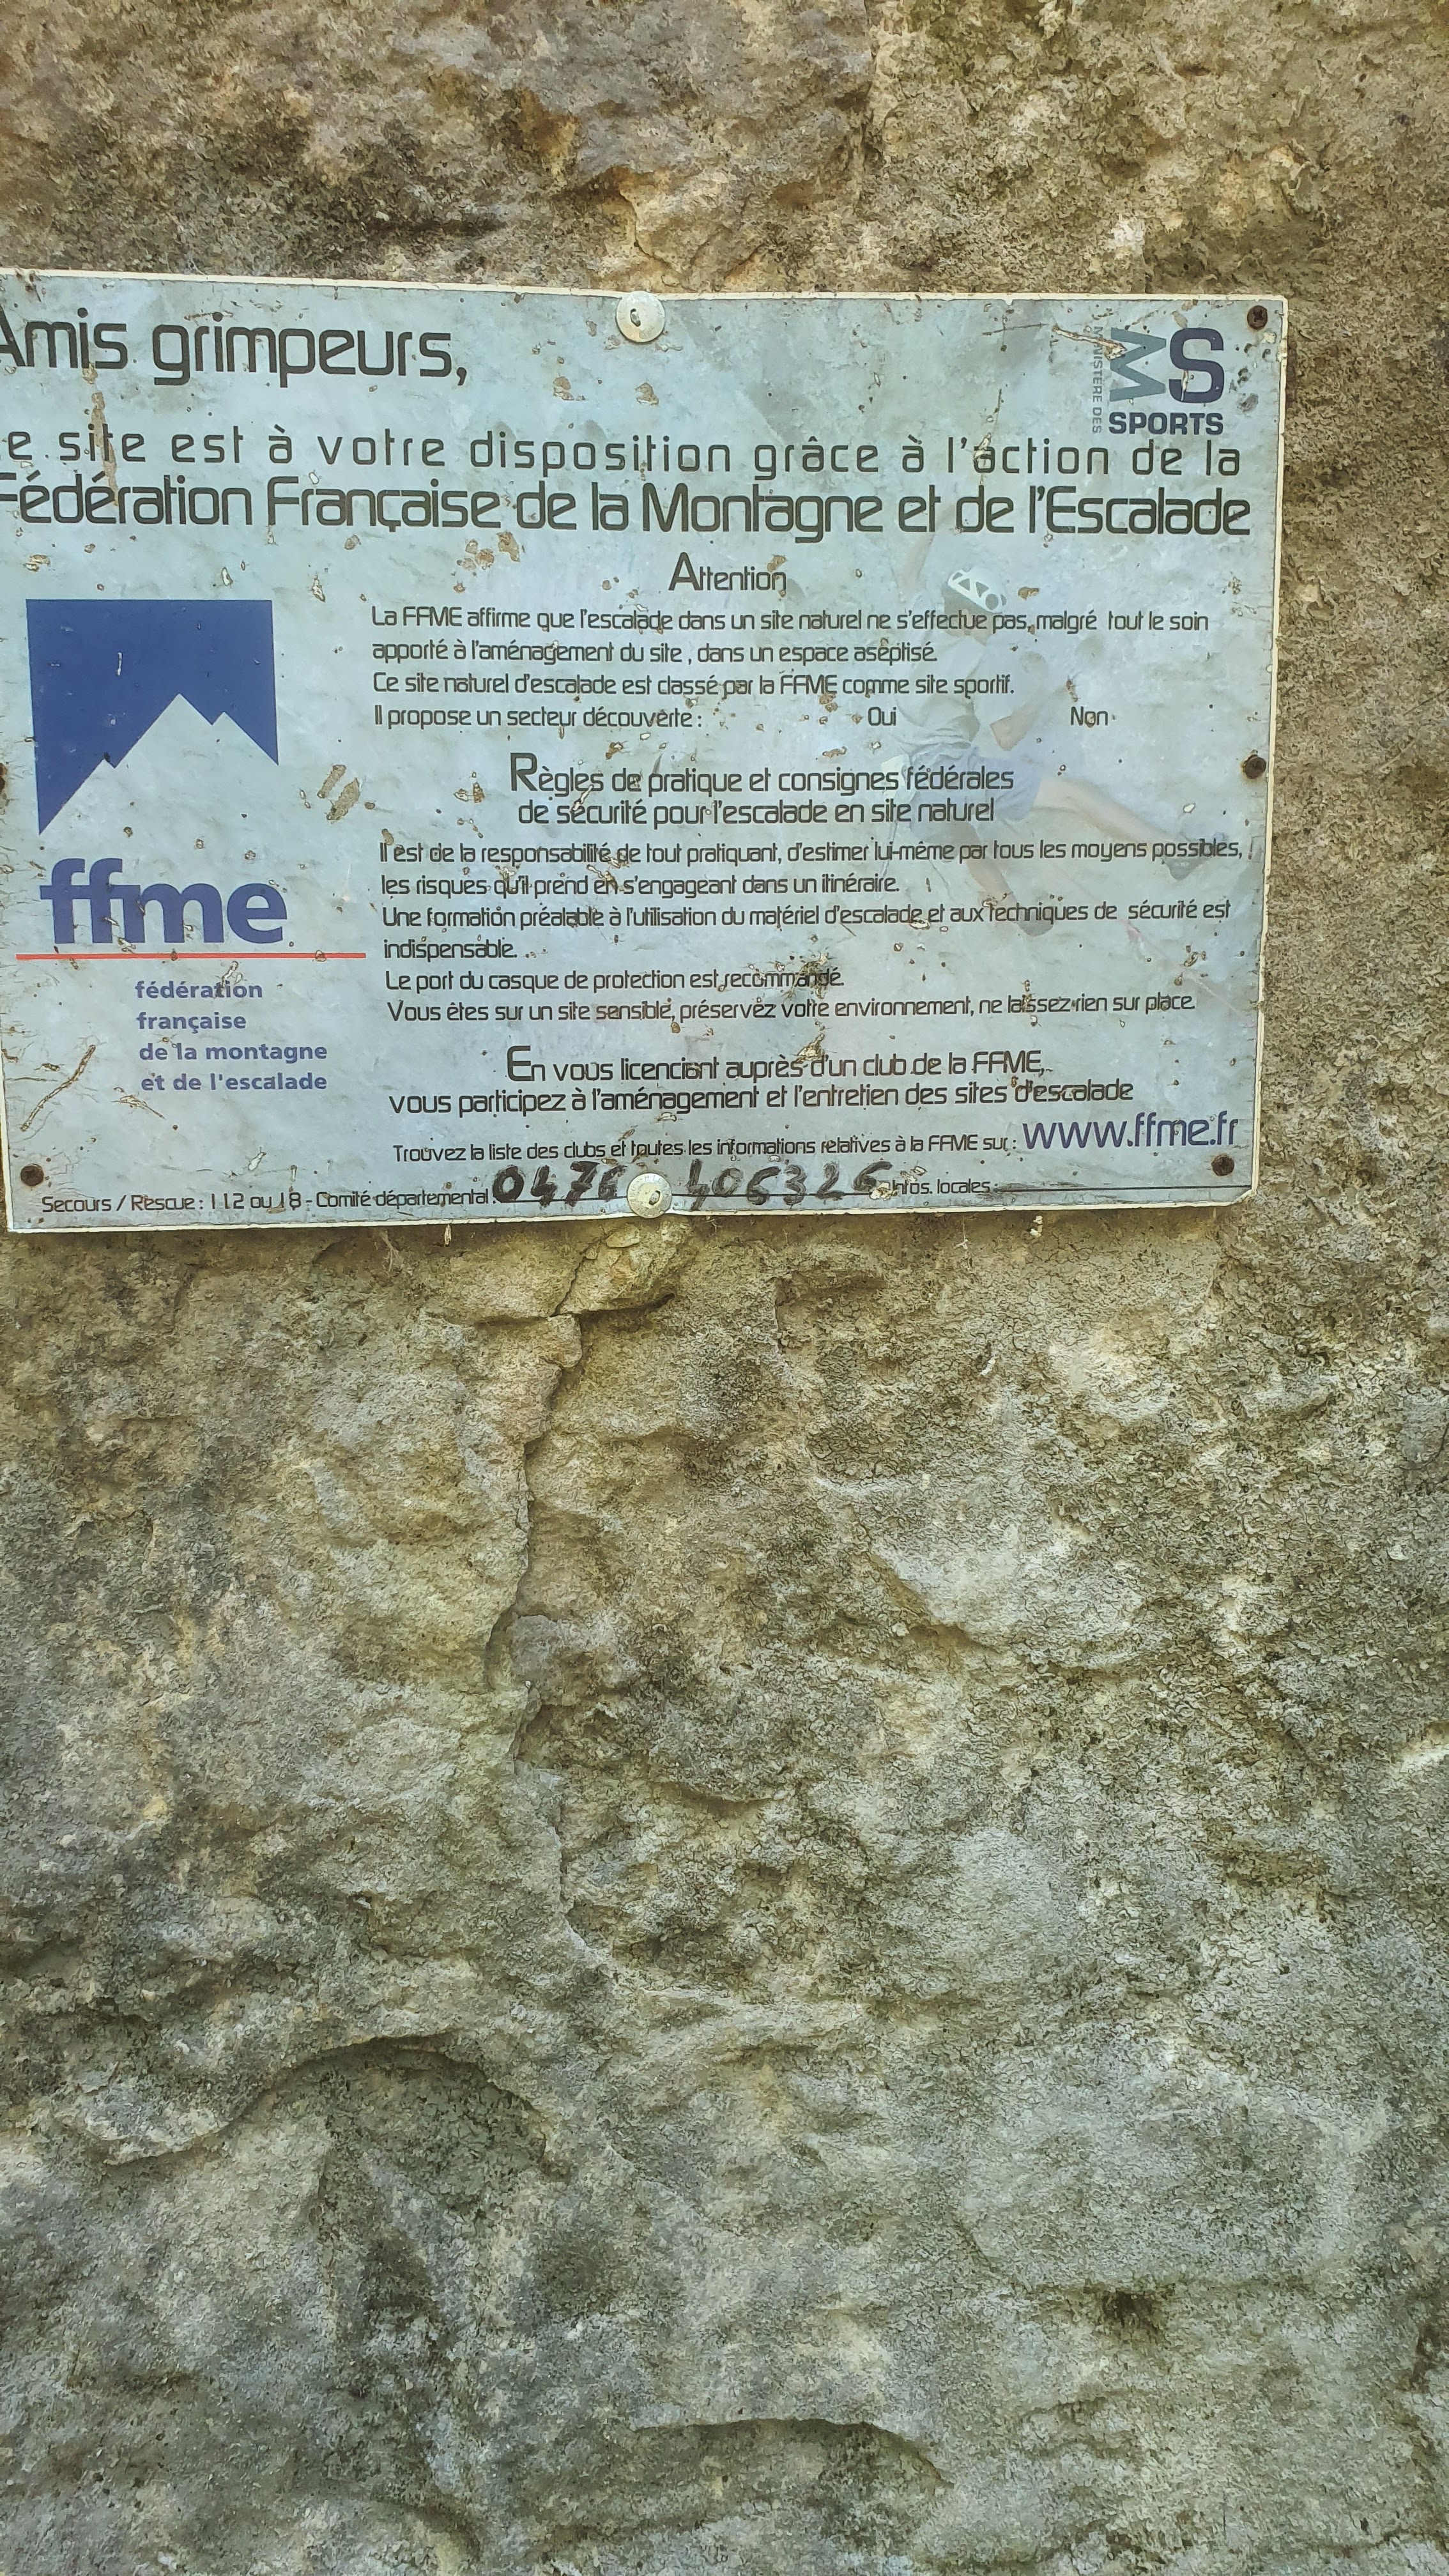 Amis grimpeurs,
MINISTERE DES
MS
SPORTS
e site est à votre disposition grâce à l'action de la
Fédération Française de la Montagne et de l'Escalade
Attention
La FFME affirme que l'escalade dans un site naturel ne s'effectue pas, malgré tout le soin
apporté à l'aménagement du site, dans un espace aséptisé.
Ce site naturel d'escalade est classé par la FFME comme site sportif.
Il propose un secteur découverte : Oui Non
Règles de pratique et consignes fédérales
de sécurité pour l'escalade en site naturel
Il est de la responsabilité de tout pratiquant, d'estimer lui-même par tous les moyens possibles,
les risques qu'il prend en s'engageant dans un itinéraire.
Une formation préalable à l'utilisation du matériel d'escalade et aux techniques de sécurité est
indispensable.
Le port du casque de protection est recommandé.
Vous êtes sur un site sensible, préservez votre environnement, ne laissez rien sur place.
ffme
fédération
française
de la montagne
et de l'escalade
En vous licenciant auprès d'un club de la FFME,
vous participez à l'aménagement et l'entretien des sites d'escalade
Trouvez la liste des clubs et toutes les informations relatives à la FFME sur : www.ffme.fr
Secours / Rescue : 112 ou 18 - Comité départemental : 0476 406326 Infos. locales :